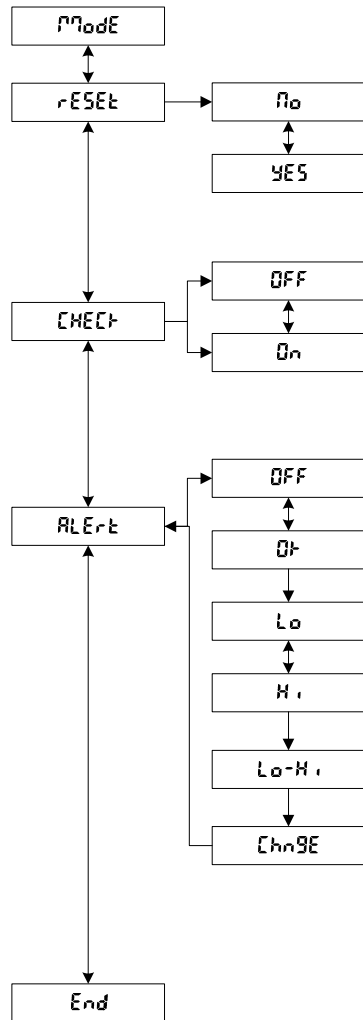 ModE
rESEt
No
YES
CHECk
OFF
On
ALErt
OFF
Ok
Lo
Hi
Lo-Hi
ChngE
End